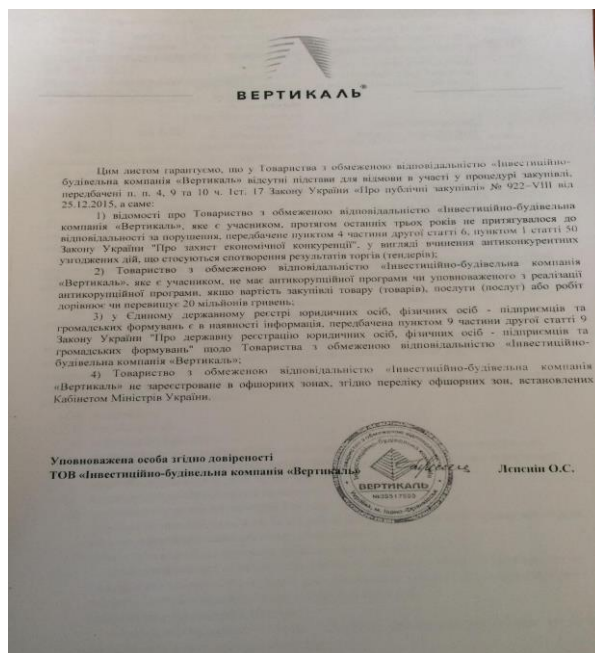 ВЕРТИКАЛЬ®
Цим листом гарантуємо, що у Товариства з обмеженою відповідальністю «Інвестиційно-
будівельна компанія «Вертикаль» відсутні підстави для відмови в участі у процедурі закупівлі,
передбачені п. п. 4, 9 та 10 ч. 1ст. 17 Закону України «Про публічні закупівлі» № 922–VIII від
25.12.2015, а саме:
1) відомості про Товариство з обмеженою відповідальністю «Інвестиційно-будівельна
компанія «Вертикаль», яке є учасником, протягом останніх трьох років не притягувалося до
відповідальності за порушення, передбачене пунктом 4 частини другої статті 6, пунктом 1 статті 50
Закону України "Про захист економічної конкуренції", у вигляді вчинення антиконкурентних
узгоджених дій, що стосуються спотворення результатів торгів (тендерів);
2) Товариство з обмеженою відповідальністю «Інвестиційно-будівельна компанія
«Вертикаль», яке є учасником, не має антикорупційної програми чи уповноваженого з реалізації
антикорупційної програми, якщо вартість закупівлі товару (товарів), послуги (послуг) або робіт
дорівнює чи перевищує 20 мільйонів гривень;
3) у Єдиному державному реєстрі юридичних осіб, фізичних осіб - підприємців та
громадських формувань є в наявності інформація, передбачена пунктом 9 частини другої статті 9
Закону України "Про державну реєстрацію юридичних осіб, фізичних осіб - підприємців та
громадських формувань" щодо Товариства з обмеженою відповідальністю «Інвестиційно-
будівельна компанія «Вертикаль»;
4) Товариство з обмеженою відповідальністю «Інвестиційно-будівельна компанія
«Вертикаль» не зареєстроване в офшорних зонах, згідно переліку офшорних зон, встановлених
Кабінетом Міністрів України.
Уповноважена особа згідно довіреності
ТОВ «Інвестиційно-будівельна компанія «Вертикаль»
Лєпєнін О.С.
ВЕРТИКАЛЬ